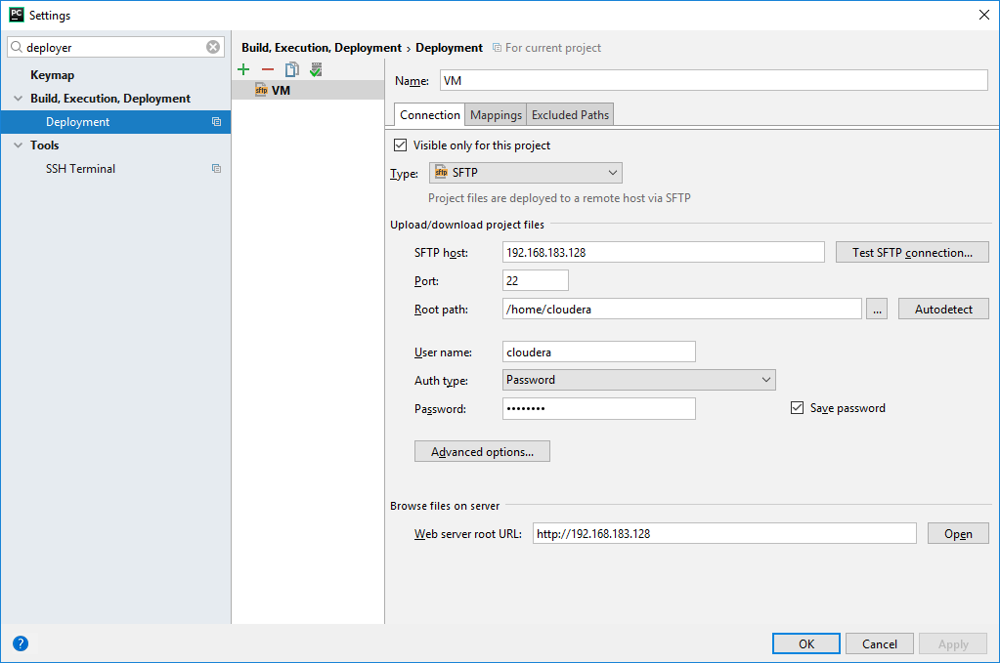 PC Settings
deployer
Keymap
Build, Execution, Deployment
Deployment
Tools
SSH Terminal
Build, Execution, Deployment › Deployment For current project
sftp VM
Name: VM
Connection Mappings Excluded Paths
Visible only for this project
Type: sftp SFTP
Project files are deployed to a remote host via SFTP
Upload/download project files
SFTP host: 192.168.183.128 Test SFTP connection...
Port: 22
Root path: /home/cloudera ... Autodetect
User name: cloudera
Auth type: Password
Password: •••••••• Save password
Advanced options...
Browse files on server
Web server root URL: http://192.168.183.128 Open
? OK Cancel Apply